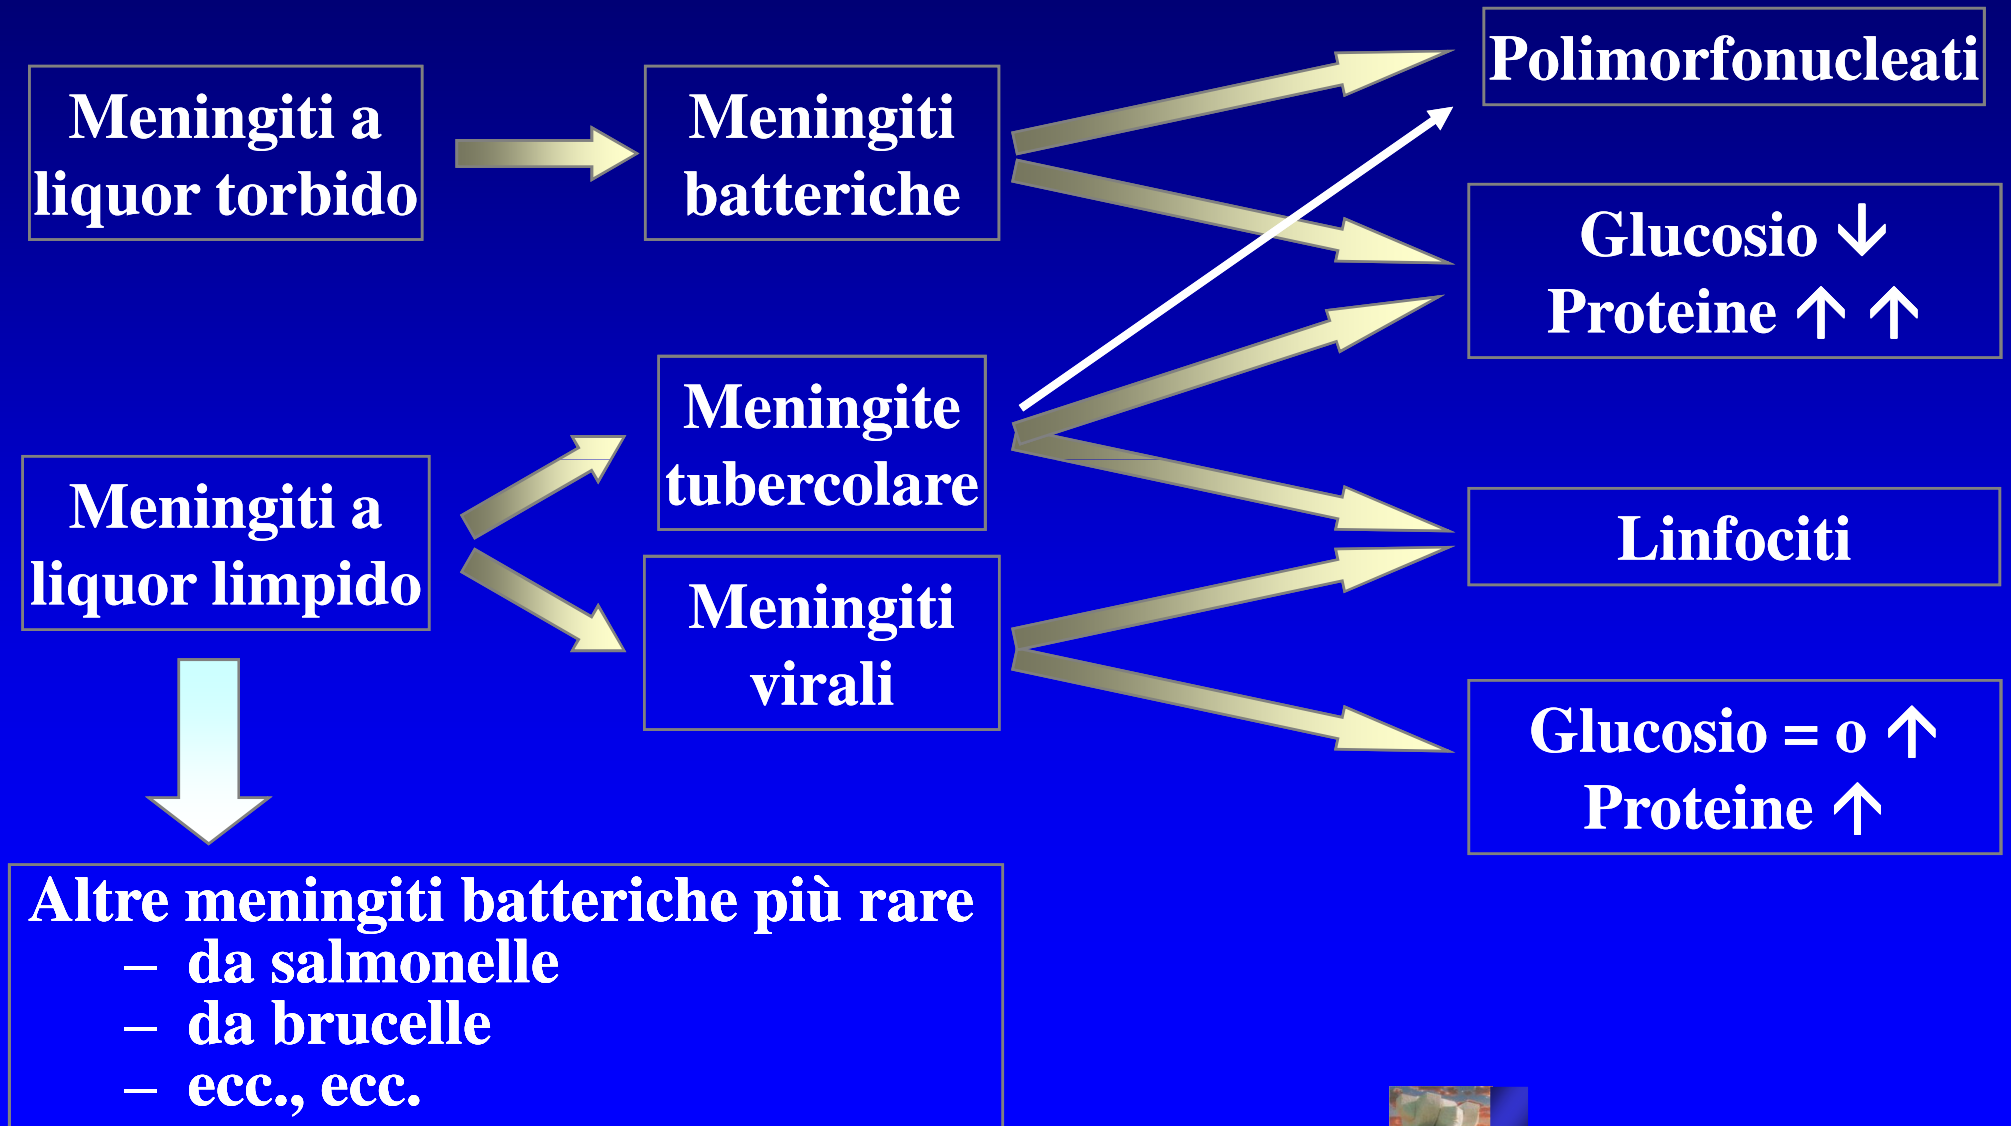 Meningiti a
liquor torbido
Meningiti
batteriche
Polimorfonucleati
Glucosio ↓
Proteine ↑ ↑
Meningiti a
liquor limpido
Meningite
tubercolare
Meningiti
virali
Linfociti
Glucosio = o ↑
Proteine ↑
Altre meningiti batteriche più rare
– da salmonelle
– da brucelle
– ecc., ecc.